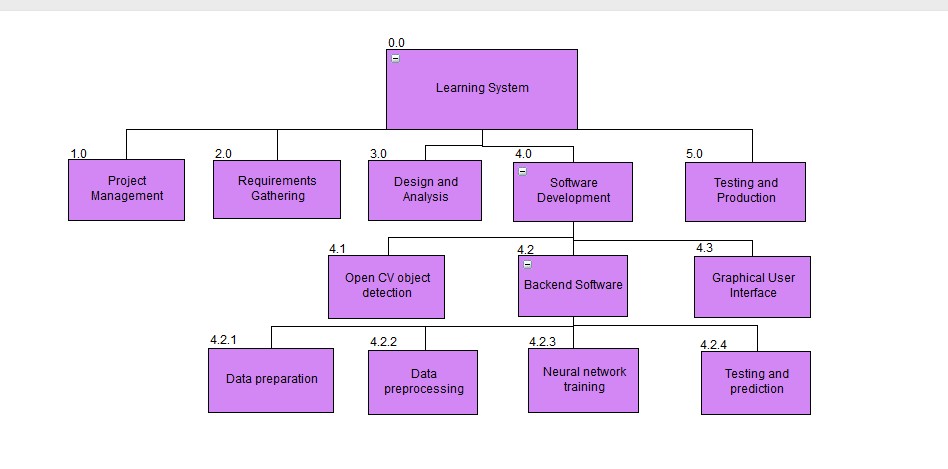 0.0
Learning System
1.0
Project
Management
2.0
Requirements
Gathering
3.0
Design and
Analysis
4.0
Software
Development
5.0
Testing and
Production
4.1
Open CV object
detection
4.2
Backend Software
4.3
Graphical User
Interface
4.2.1
Data preparation
4.2.2
Data
preprocessing
4.2.3
Neural network
training
4.2.4
Testing and
prediction